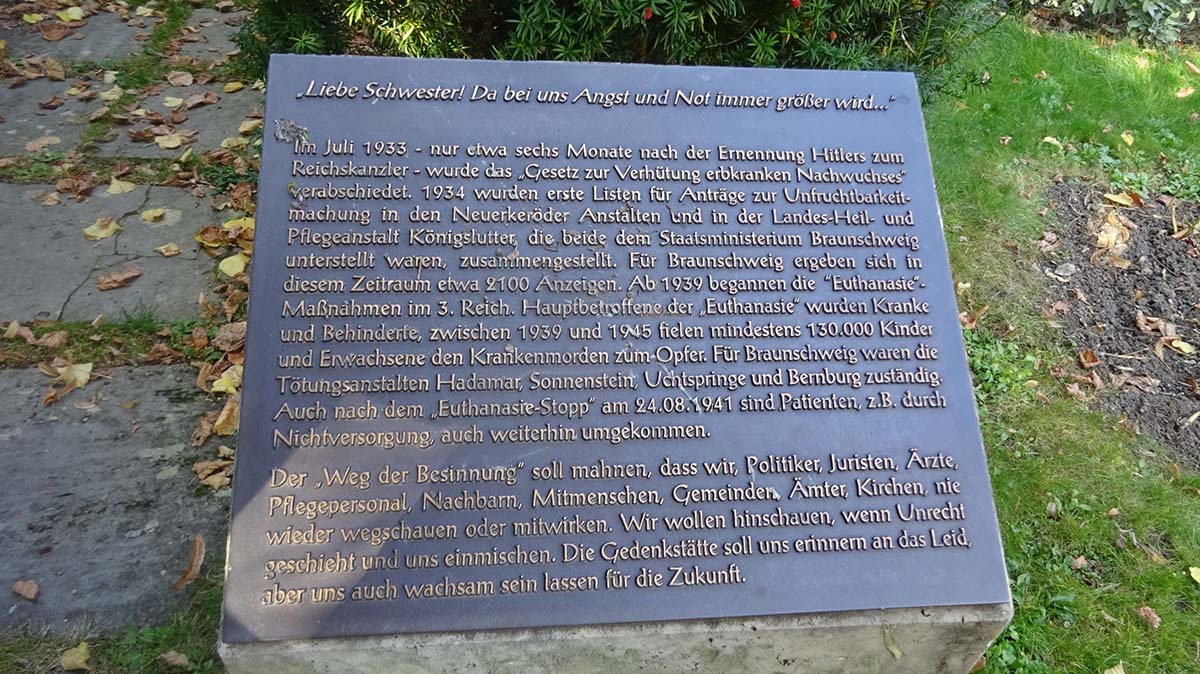 „Liebe Schwester! Da bei uns Angst und Not immer größer wird...“
Im Juli 1933 - nur etwa sechs Monate nach der Ernennung Hitlers zum
Reichskanzler - wurde das „Gesetz zur Verhütung erbkranken Nachwuchses“
verabschiedet. 1934 wurden erste Listen für Anträge zur Unfruchtbarkeit-
machung in den Neuerkeröder Anstalten und in der Landes-Heil- und
Pflegeanstalt Königslutter, die beide dem Staatsministerium Braunschweig
unterstellt waren, zusammengestellt. Für Braunschweig ergeben sich in
diesem Zeitraum etwa 2100 Anzeigen. Ab 1939 begannen die “Euthanasie“-
Maßnahmen im 3. Reich. Hauptbetroffene der „Euthanasie“ wurden Kranke
und Behinderte, zwischen 1939 und 1945 fielen mindestens 130.000 Kinder
und Erwachsene den Krankenmorden zum Opfer. Für Braunschweig waren die
Tötungsanstalten Hadamar, Sonnenstein, Uchtspringe und Bernburg zuständig.
Auch nach dem „Euthanasie-Stopp“ am 24.08.1941 sind Patienten, z.B. durch
Nichtversorgung, auch weiterhin umgekommen.
Der „Weg der Besinnung“ soll mahnen, dass wir, Politiker, Juristen, Ärzte,
Pflegepersonal, Nachbarn, Mitmenschen, Gemeinden, Ämter, Kirchen, nie
wieder wegschauen oder mitwirken. Wir wollen hinschauen, wenn Unrecht
geschieht und uns einmischen. Die Gedenkstätte soll uns erinnern an das Leid,
aber uns auch wachsam sein lassen für die Zukunft.